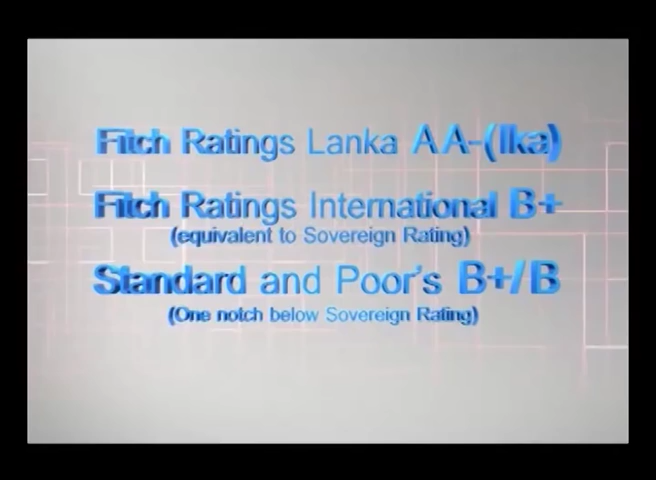 Fitch Ratings Lanka AA-(lka)
Fitch Ratings International B+
(equivalent to Sovereign Rating)
Standard and Poor's B+/B
(One notch below Sovereign Rating)